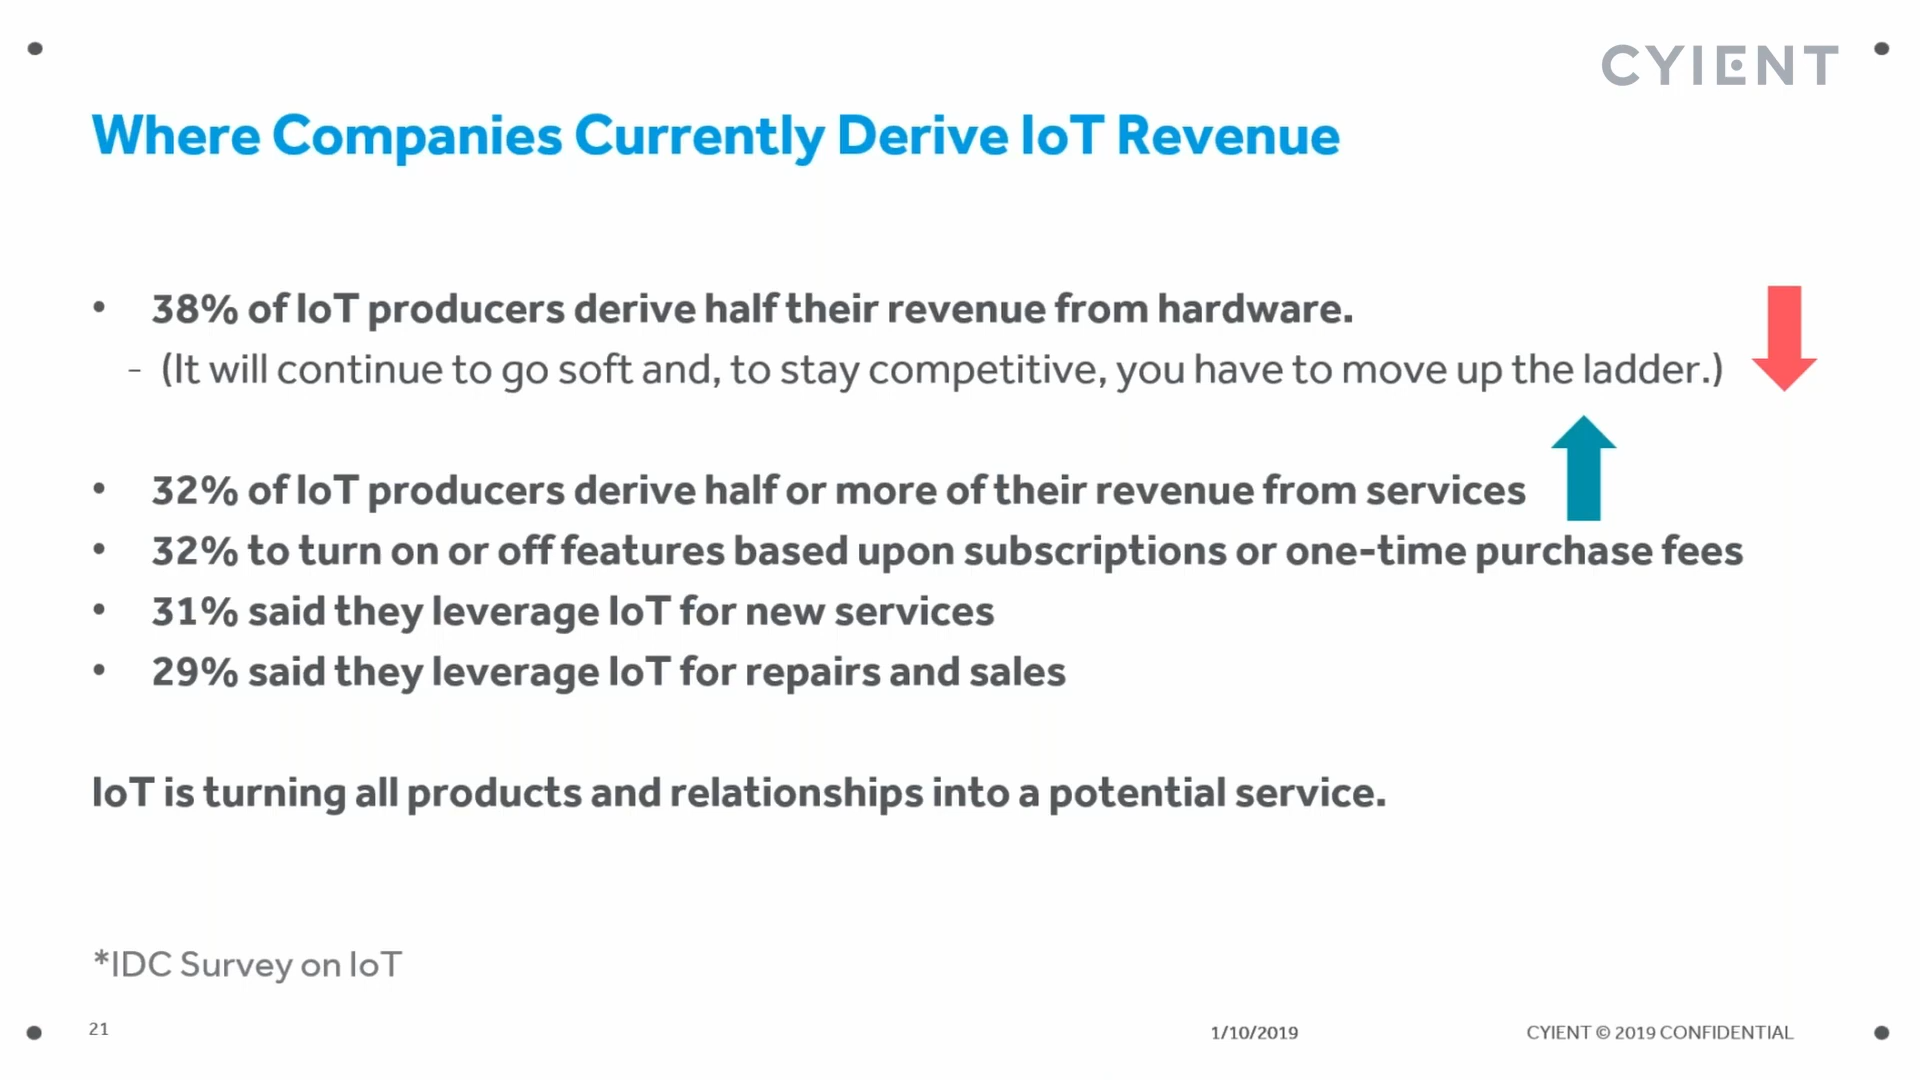 CYIENT
Where Companies Currently Derive IoT Revenue
• 38% of IoT producers derive half their revenue from hardware.
- (It will continue to go soft and, to stay competitive, you have to move up the ladder.)
• 32% of IoT producers derive half or more of their revenue from services
• 32% to turn on or off features based upon subscriptions or one-time purchase fees
• 31% said they leverage IoT for new services
• 29% said they leverage IoT for repairs and sales
IoT is turning all products and relationships into a potential service.
*IDC Survey on IoT
21
1/10/2019
CYIENT © 2019 CONFIDENTIAL